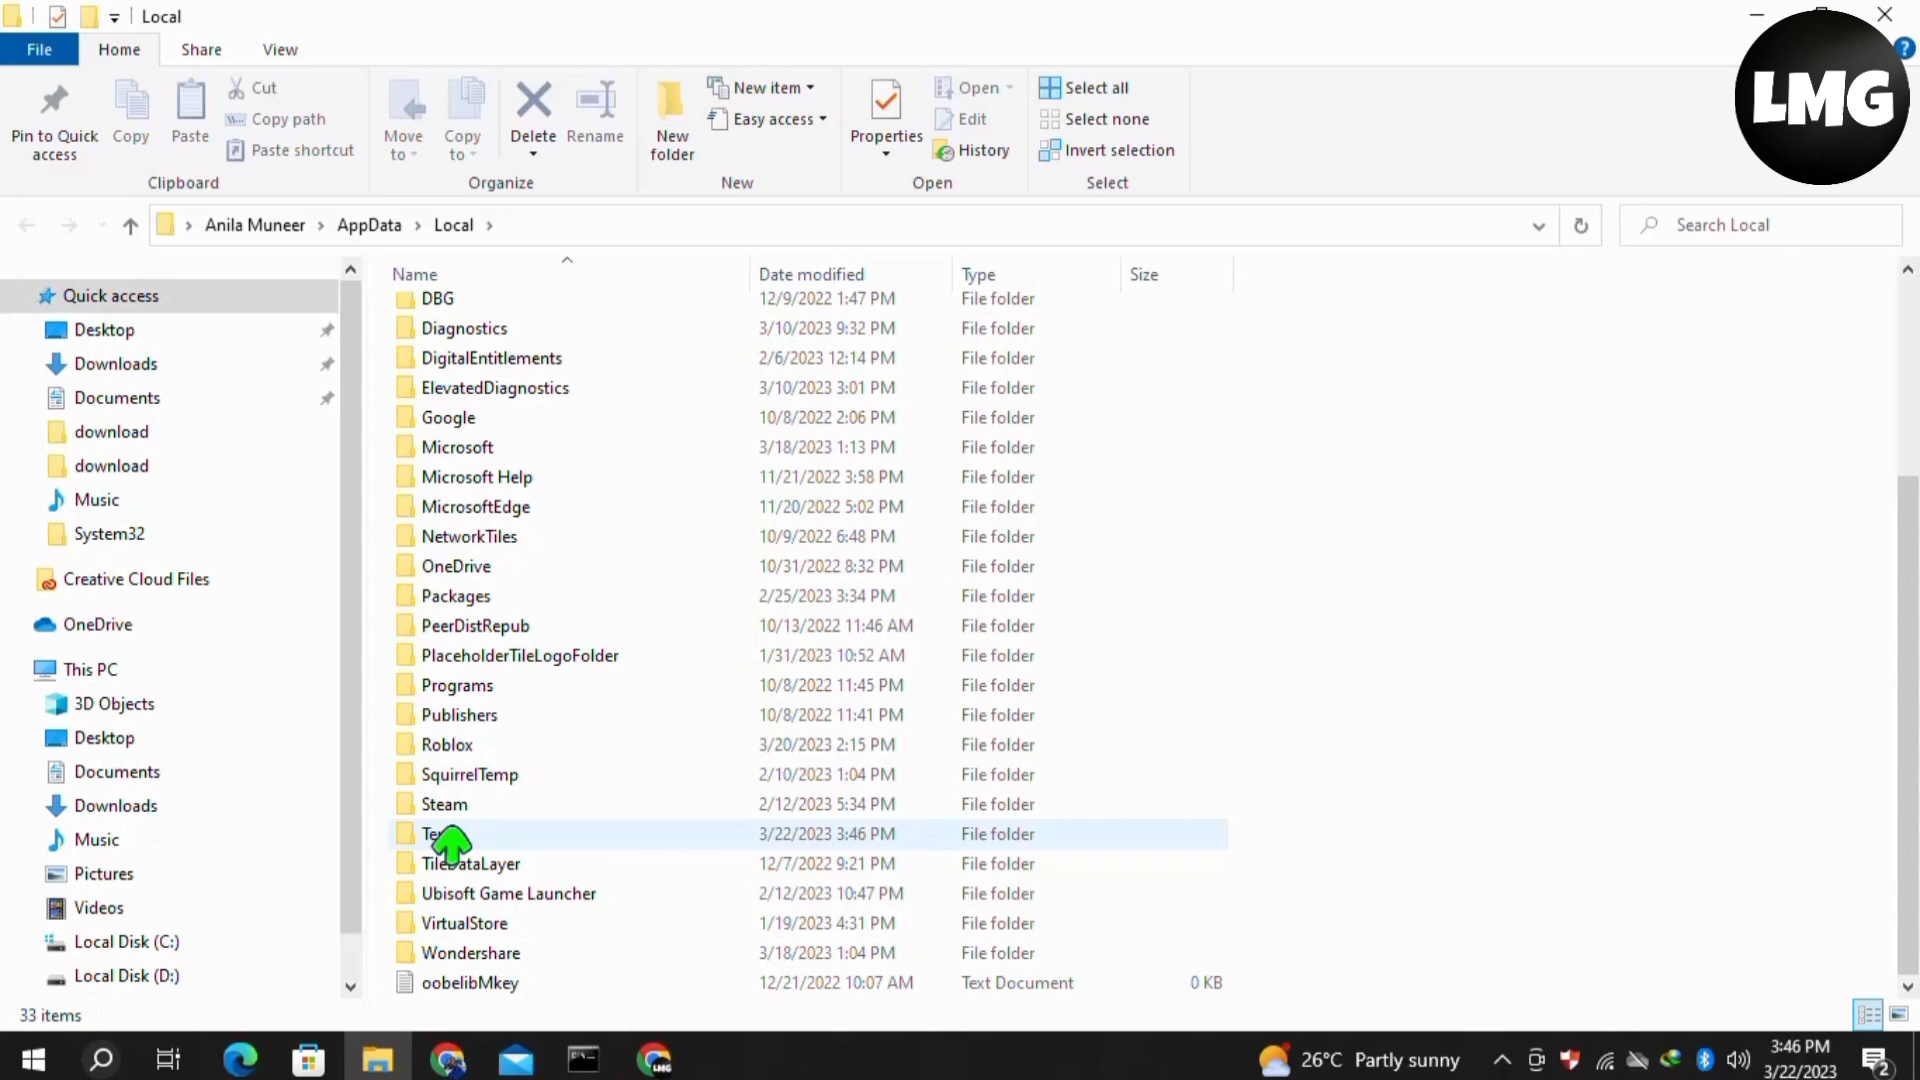 Local
File Home Share View
Pin to Quick access
Copy
Paste
Cut
Copy path
Paste shortcut
Clipboard
Move to
Copy to
Delete
Rename
Organize
New folder
New item
Easy access
New
Properties
Open
Edit
History
Open
Select all
Select none
Invert selection
Select
LMG
Anila Muneer > AppData > Local >
Search Local
Quick access
Desktop
Downloads
Documents
download
download
Music
System32
Creative Cloud Files
OneDrive
This PC
3D Objects
Desktop
Documents
Downloads
Music
Pictures
Videos
Local Disk (C:)
Local Disk (D:)
Name Date modified Type Size
DBG 12/9/2022 1:47 PM File folder
Diagnostics 3/10/2023 9:32 PM File folder
DigitalEntitlements 2/6/2023 12:14 PM File folder
ElevatedDiagnostics 3/10/2023 3:01 PM File folder
Google 10/8/2022 2:06 PM File folder
Microsoft 3/18/2023 1:13 PM File folder
Microsoft Help 11/21/2022 3:58 PM File folder
MicrosoftEdge 11/20/2022 5:02 PM File folder
NetworkTiles 10/9/2022 6:48 PM File folder
OneDrive 10/31/2022 8:32 PM File folder
Packages 2/25/2023 3:34 PM File folder
PeerDistRepub 10/13/2022 11:46 AM File folder
PlaceholderTileLogoFolder 1/31/2023 10:52 AM File folder
Programs 10/8/2022 11:45 PM File folder
Publishers 10/8/2022 11:41 PM File folder
Roblox 3/20/2023 2:15 PM File folder
SquirrelTemp 2/10/2023 1:04 PM File folder
Steam 2/12/2023 5:34 PM File folder
3/22/2023 3:46 PM File folder
TileDataLayer 12/7/2022 9:21 PM File folder
Ubisoft Game Launcher 2/12/2023 10:47 PM File folder
VirtualStore 1/19/2023 4:31 PM File folder
Wondershare 3/18/2023 1:04 PM File folder
oobelibMkey 12/21/2022 10:07 AM Text Document 0 KB
33 items
LMG
26°C Partly sunny
3:46 PM
3/22/2023
2